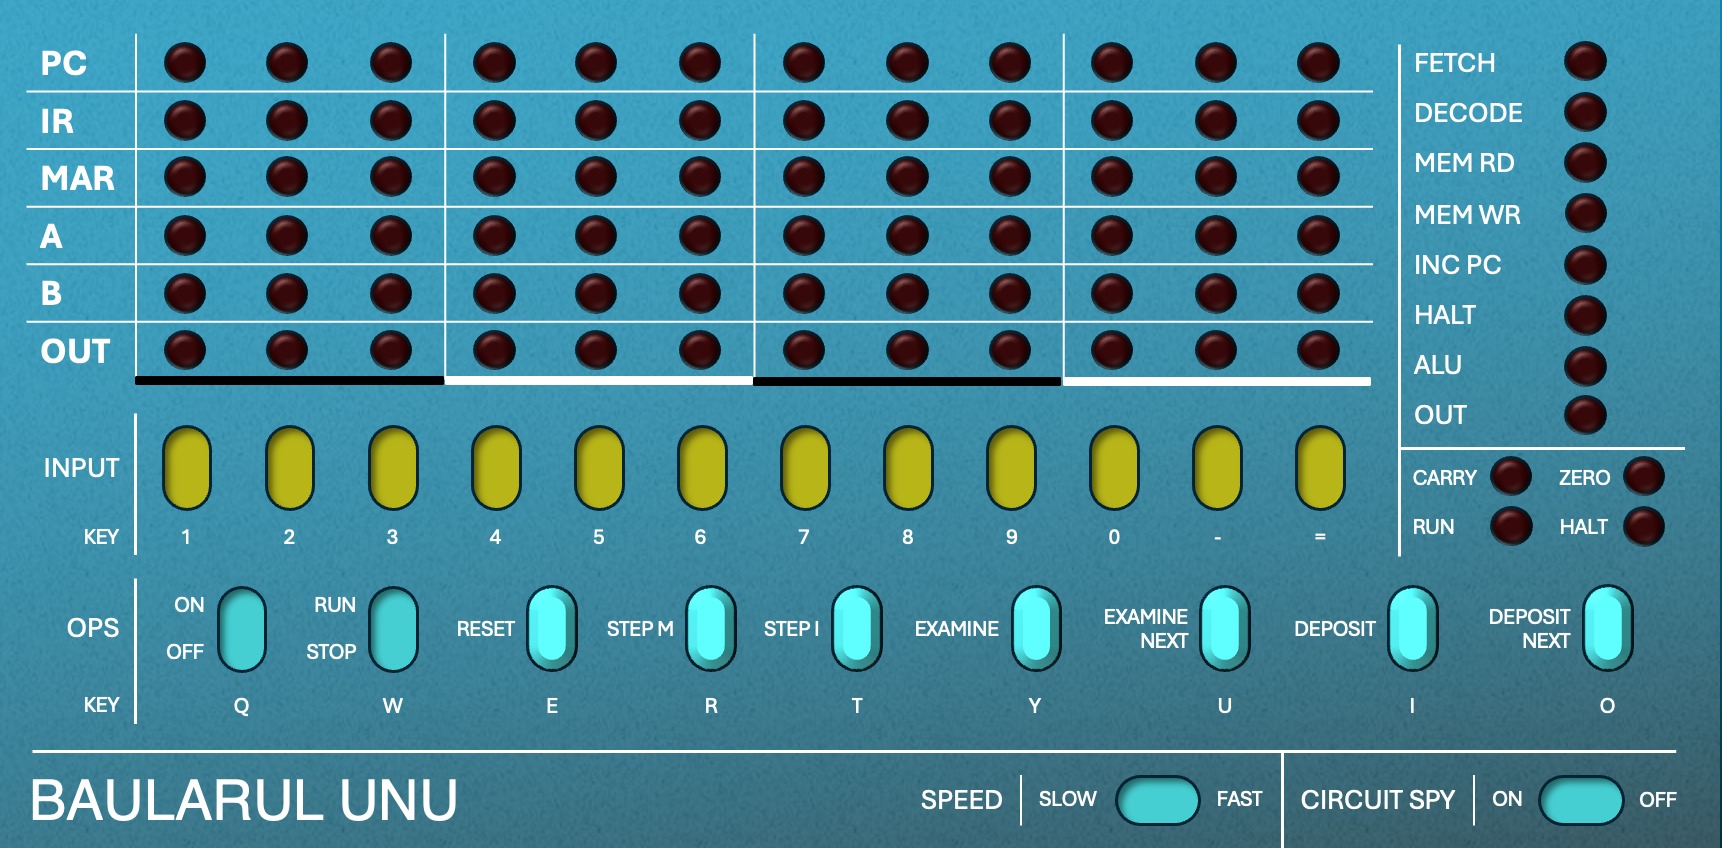 PC
IR
MAR
A
B
OUT
FETCH
DECODE
MEM RD
MEM WR
INC PC
HALT
ALU
OUT
CARRY ZERO
RUN HALT
INPUT
KEY 1 2 3 4 5 6 7 8 9 0 - =
OPS
ON
OFF
RUN
STOP
RESET
STEP M
STEP I
EXAMINE
EXAMINE
NEXT
DEPOSIT
DEPOSIT
NEXT
KEY Q W E R T Y U I O
BAULARUL UNU
SPEED SLOW FAST
CIRCUIT SPY ON OFF